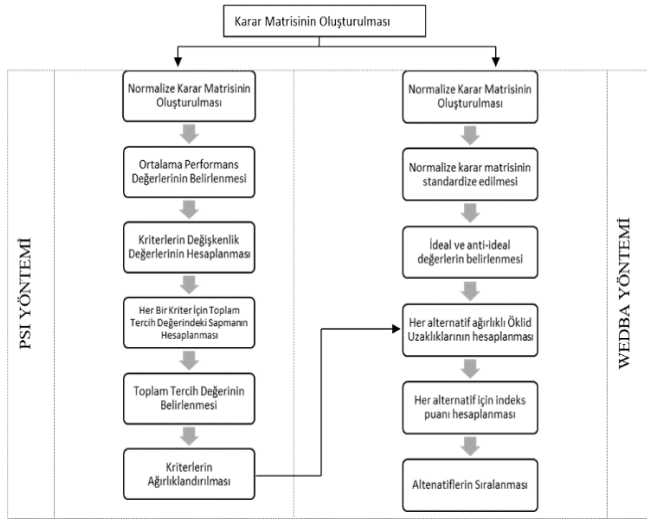 Karar Matrisinin Oluşturulması
PSI YÖNTEMİ
Normalize Karar Matrisinin
Oluşturulması
Ortalama Performans
Değerlerinin Belirlenmesi
Kriterlerin Değişkenlik
Değerlerinin Hesaplanması
Her Bir Kriter İçin Toplam
Tercih Değerindeki Sapmanın
Hesaplanması
Toplam Tercih Değerinin
Belirlenmesi
Kriterlerin
Ağırlıklandırılması
Normalize Karar Matrisinin
Oluşturulması
Normalize karar matrisinin
standardize edilmesi
İdeal ve anti-ideal
değerlerin belirlenmesi
Her alternatif ağırlıklı Öklid
Uzaklıklarının hesaplanması
Her alternatif için indeks
puanı hesaplanması
Altenatiflerin Sıralanması
WEDBA YÖNTEMİ